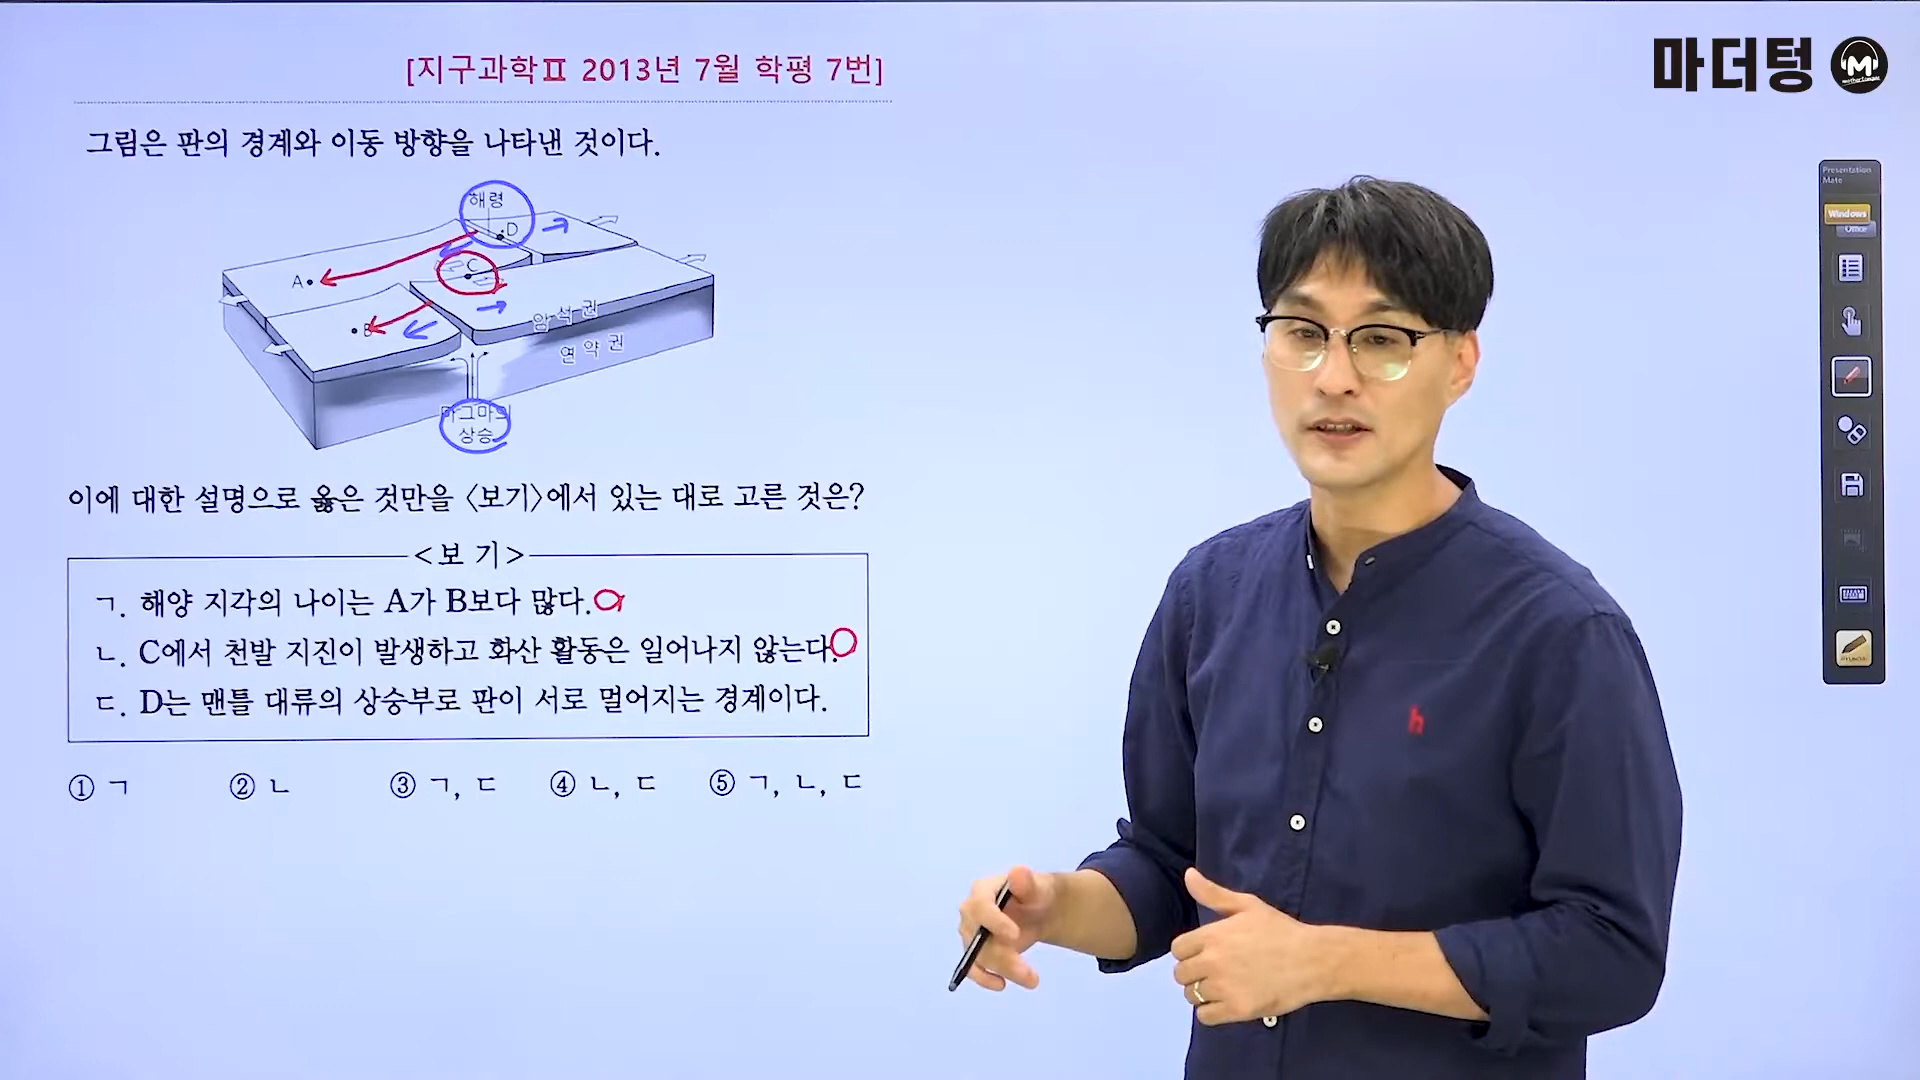 마더텅 M
[지구과학Ⅱ 2013년 7월 학평 7번]
그림은 판의 경계와 이동 방향을 나타낸 것이다.
해령
D
C
A
B
암석권
연약권
마그마의
상승
이에 대한 설명으로 옳은 것만을 〈보기〉에서 있는 대로 고른 것은?
<보 기>
ㄱ. 해양 지각의 나이는 A가 B보다 많다.
ㄴ. C에서 천발 지진이 발생하고 화산 활동은 일어나지 않는다.
ㄷ. D는 맨틀 대류의 상승부로 판이 서로 멀어지는 경계이다.
① ㄱ ② ㄴ ③ ㄱ, ㄷ ④ ㄴ, ㄷ ⑤ ㄱ, ㄴ, ㄷ
Presentation
Mate
Windows
Office
h